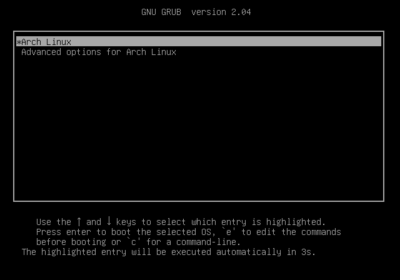 GNU GRUB  version 2.04
*Arch Linux
Advanced options for Arch Linux
Use the ↑ and ↓ keys to select which entry is highlighted.
Press enter to boot the selected OS, `e' to edit the commands
before booting or `c' for a command-line.
The highlighted entry will be executed automatically in 3s.